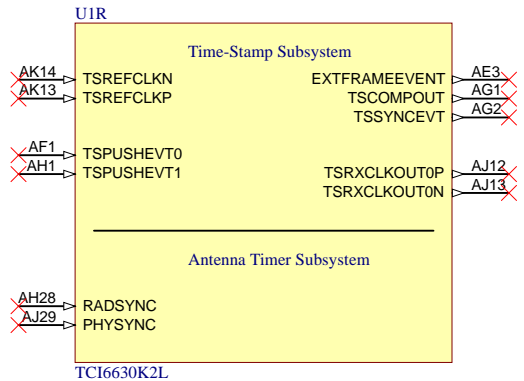 U1R
Time-Stamp Subsystem
AK14 TSREFCLKN EXTFRAMEEVENT AE3
AK13 TSREFCLKP TSCOMPOUT AG1
TSSYNCEVT AG2
AF1 TSPUSHEVT0
AH1 TSPUSHEVT1 TSRXCLKOUT0P AJ12
TSRXCLKOUT0N AJ13
Antenna Timer Subsystem
AH28 RADSYNC
AJ29 PHYSYNC
TCI6630K2L